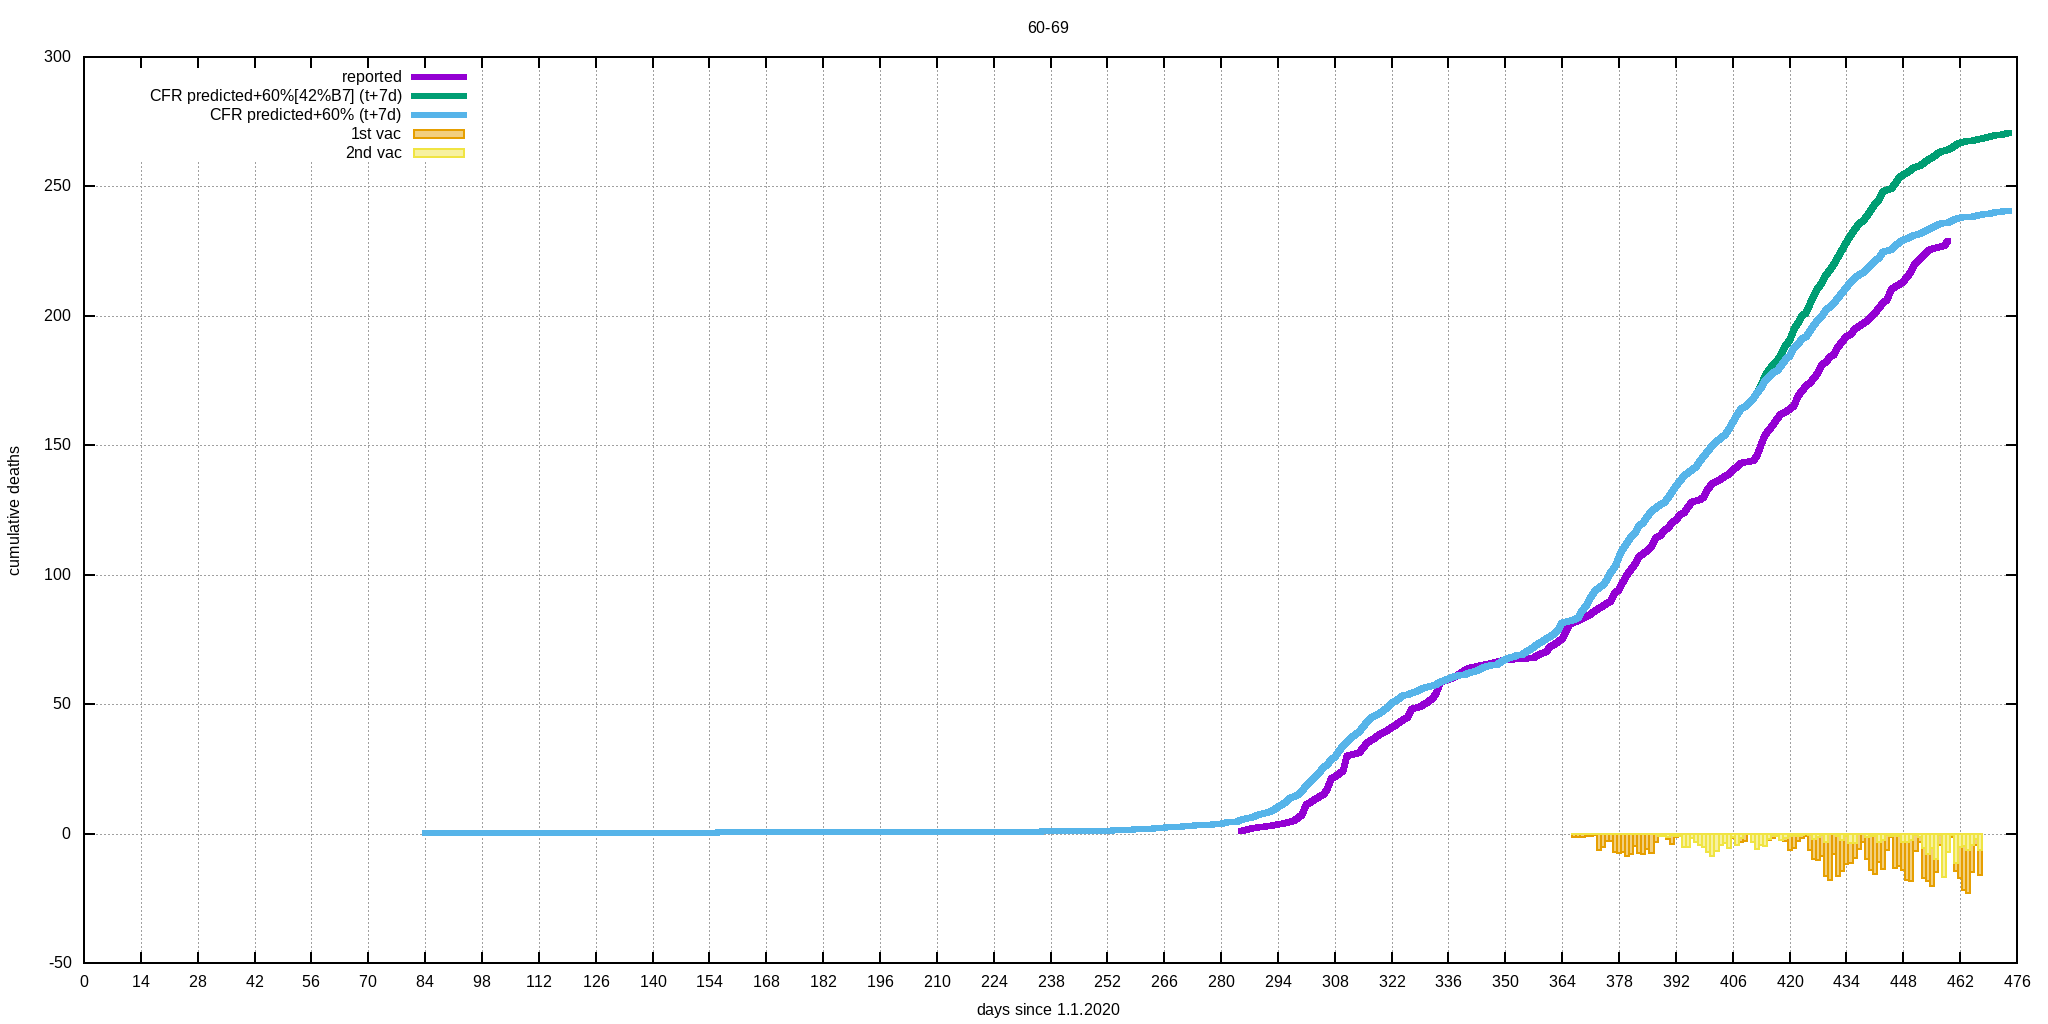 60-69
300
250
200
150
100
50
0
-50
cumulative deaths
reported
CFR predicted+60%[42%B7] (t+7d)
CFR predicted+60% (t+7d)
1st vac
2nd vac
0 14 28 42 56 70 84 98 112 126 140 154 168 182 196 210 224 238 252 266 280 294 308 322 336 350 364 378 392 406 420 434 448 462 476
days since 1.1.2020